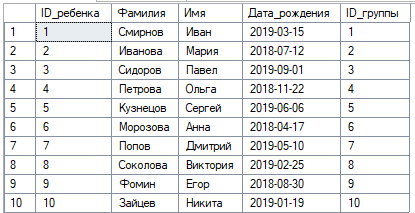 ID_ребенка Фамилия Имя Дата_рождения ID_группы
1 1 Смирнов Иван 2019-03-15 1
2 2 Иванова Мария 2018-07-12 2
3 3 Сидоров Павел 2019-09-01 3
4 4 Петрова Ольга 2018-11-22 4
5 5 Кузнецов Сергей 2019-06-06 5
6 6 Морозова Анна 2018-04-17 6
7 7 Попов Дмитрий 2019-05-10 7
8 8 Соколова Виктория 2019-02-25 8
9 9 Фомин Егор 2018-08-30 9
10 10 Зайцев Никита 2019-01-19 10